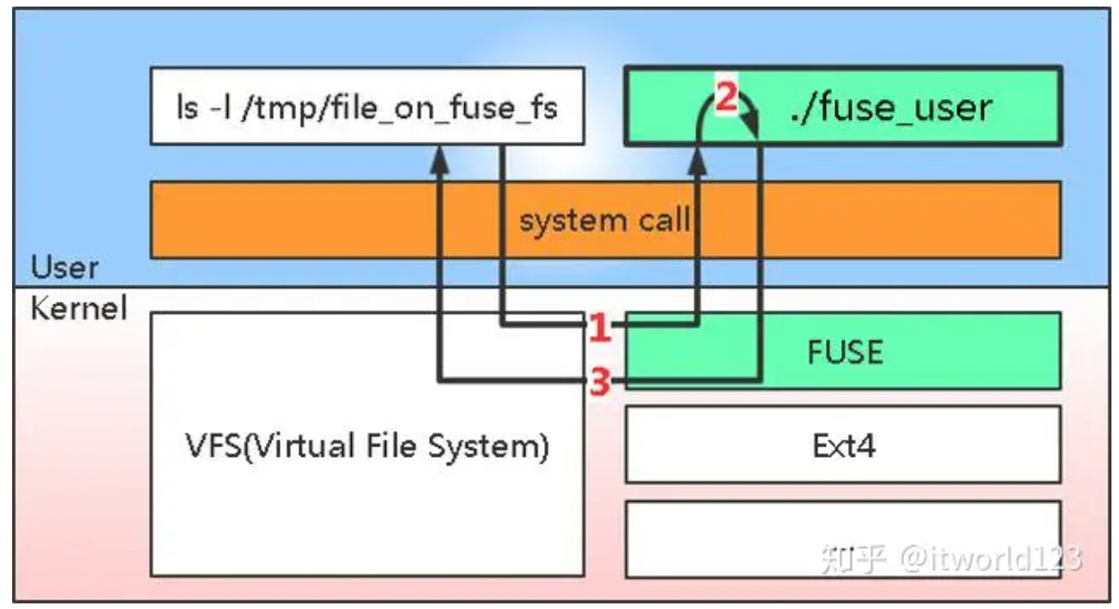 ls -l /tmp/file_on_fuse_fs
2
./fuse_user
system call
User
Kernel
1
FUSE
3
VFS(Virtual File System)
Ext4
...
知乎 @itworld123